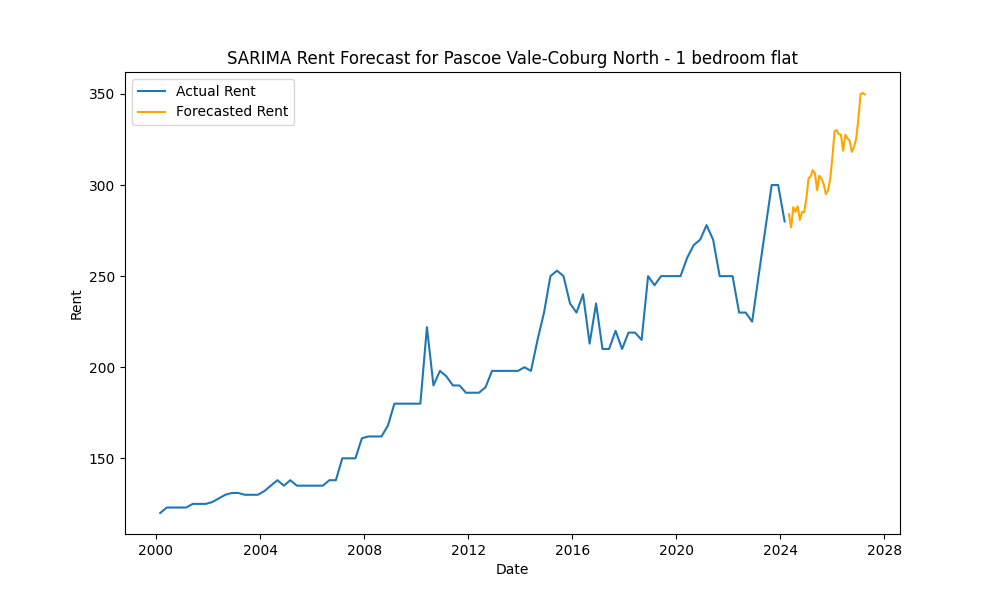 SARIMA Rent Forecast for Pascoe Vale-Coburg North - 1 bedroom flat
Actual Rent
Forecasted Rent
350
300
250
200
150
Rent
2000 2004 2008 2012 2016 2020 2024 2028
Date